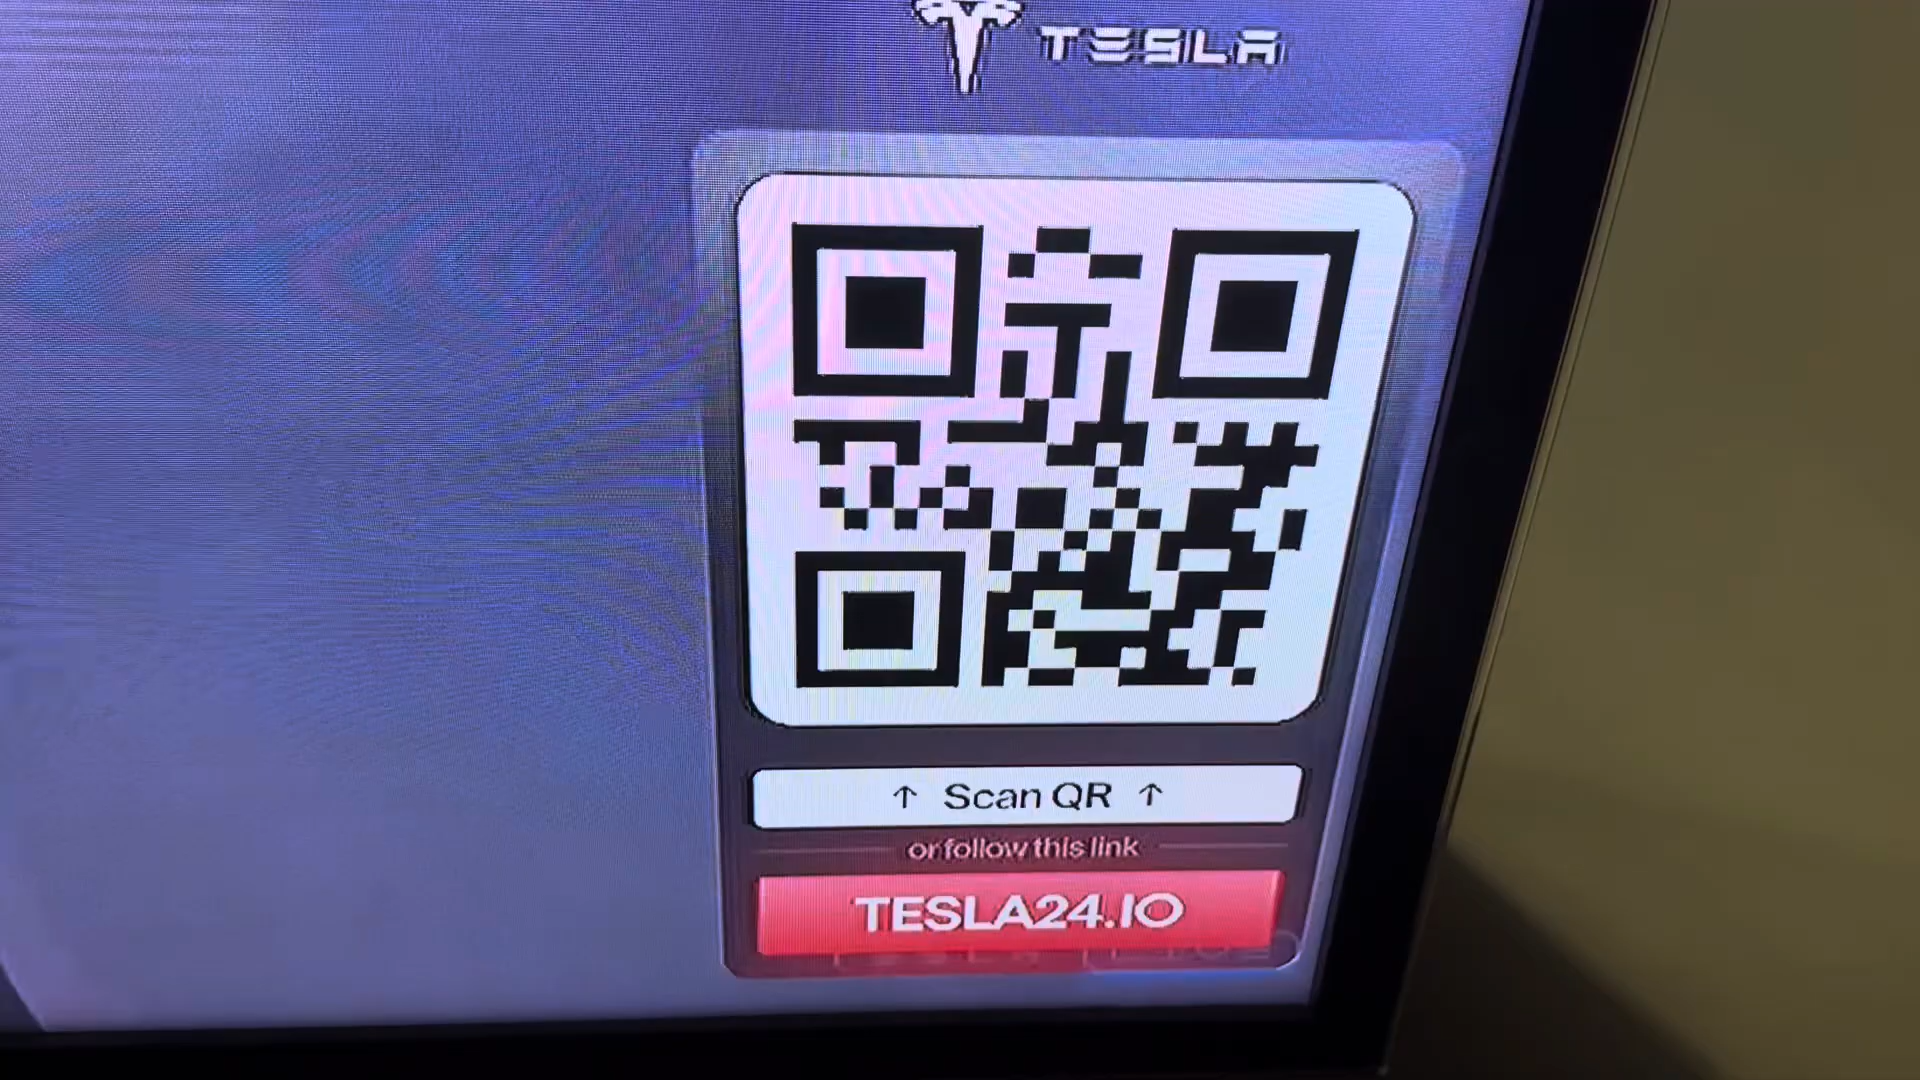 TESLA
↑ Scan QR ↑
or follow this link
TESLA24.IO